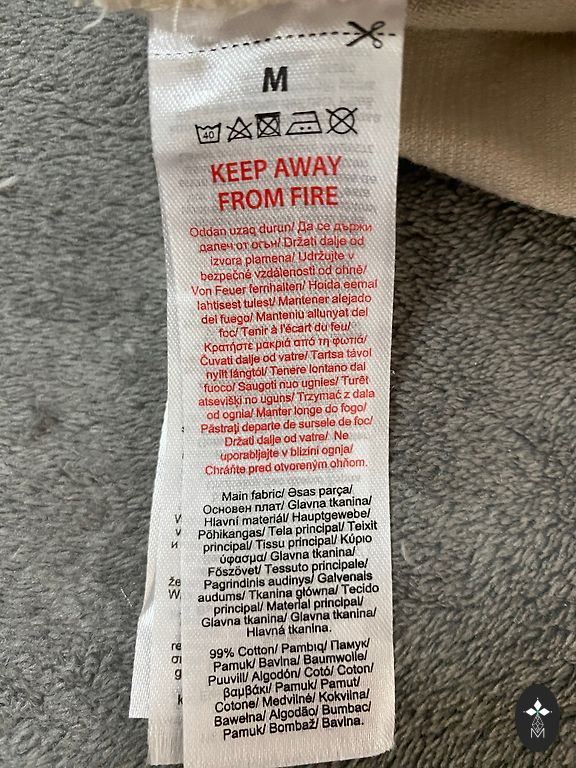 M
40
KEEP AWAY
FROM FIRE
Oddan uzaq durun/ Да се държи
далеч от огън/ Držati dalje od
izvora plamena/ Udržujte v
bezpečné vzdálenosti od ohně/
Von Feuer fernhalten/ Hoida eemal
lahtisest tulest/ Mantener alejado
del fuego/ Manteniu allunyat del
foc/ Tenir à l'écart du feu/
Κρατήστε μακριά από τη φωτιά/
Čuvati dalje od vatre/ Tartsa távol
nyílt lángtól/ Tenere lontano dal
fuoco/ Saugoti nuo ugnies/ Turēt
atsevišķi no uguns/ Trzymać z dala
od ognia/ Manter longe do fogo/
Păstraţi departe de sursele de foc/
Držati dalje od vatre/ Ne
uporabljajte v blizini ognja/
Chráňte pred otvoreným ohňom.
Main fabric/ Əsas parça/
Основен плат/ Glavna tkanina/
Hlavní materiál/ Hauptgewebe/
Põhikangas/ Tela principal/ Teixit
principal/ Tissu principal/ Κύριο
ύφασμα/ Glavna tkanina/
Főszövet/ Tessuto principale/
Pagrindinis audinys/ Galvenais
audums/ Tkanina główna/ Tecido
principal/ Material principal/
Glavna tkanina/ Glavna tkanina/
Hlavná tkanina.
99% Cotton/ Pambıq/ Памук/
Pamuk/ Bavlna/ Baumwolle/
Puuvill/ Algodón/ Cotó/ Coton/
βαμβάκι/ Pamuk/ Pamut/
Cotone/ Medvilnė/ Kokvilna/
Bawełna/ Algodão/ Bumbac/
Pamuk/ Bombaž/ Bavlna.